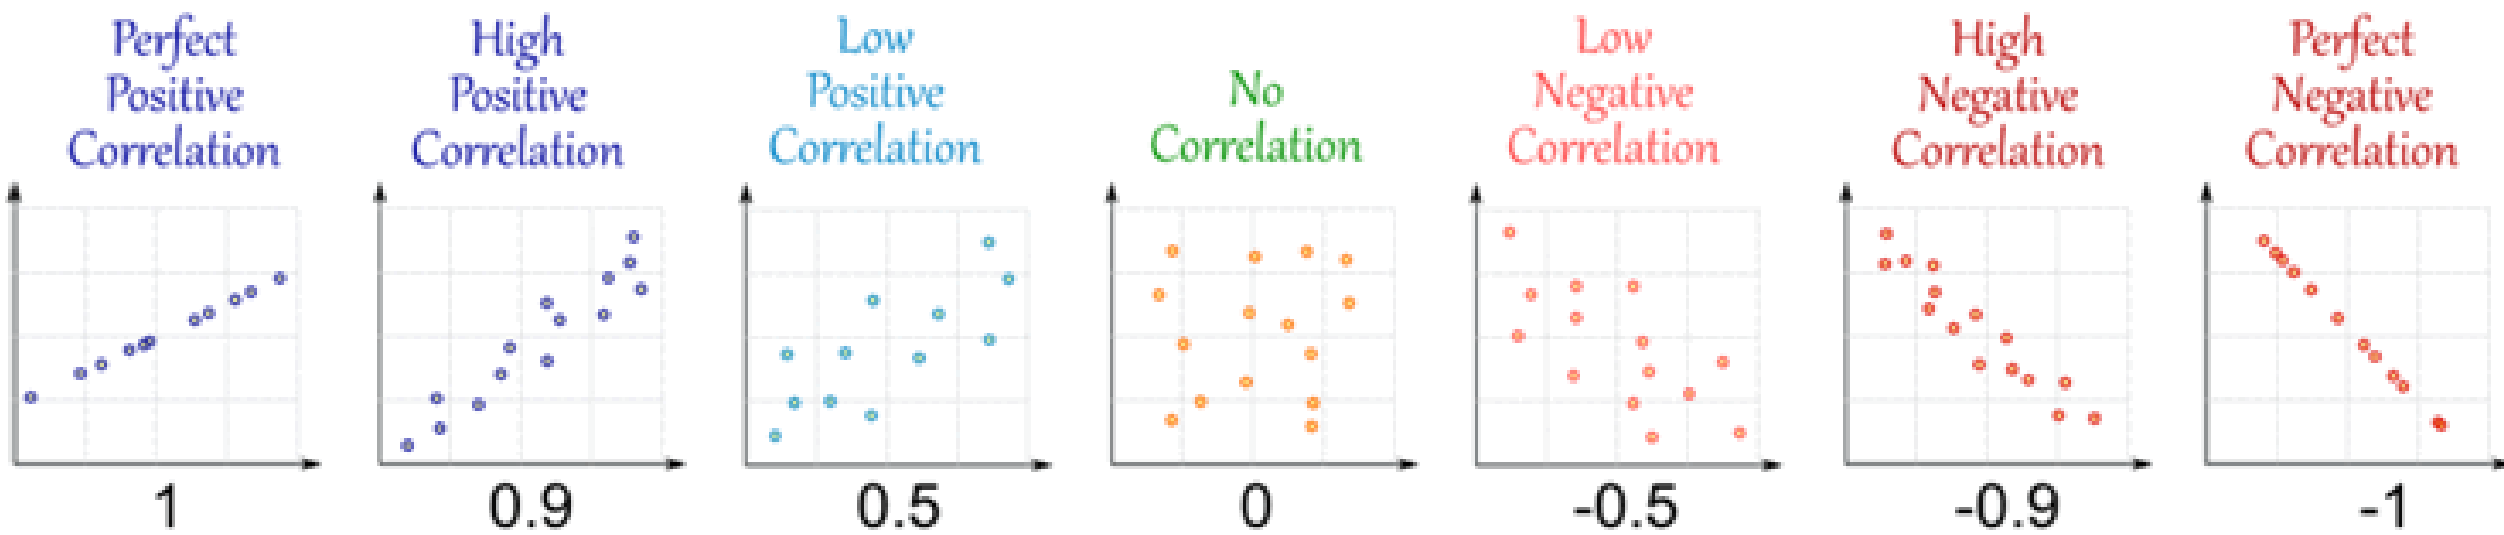 Perfect
Positive
Correlation
High
Positive
Correlation
Low
Positive
Correlation
No
Correlation
Low
Negative
Correlation
High
Negative
Correlation
Perfect
Negative
Correlation
1
0.9
0.5
0
-0.5
-0.9
-1